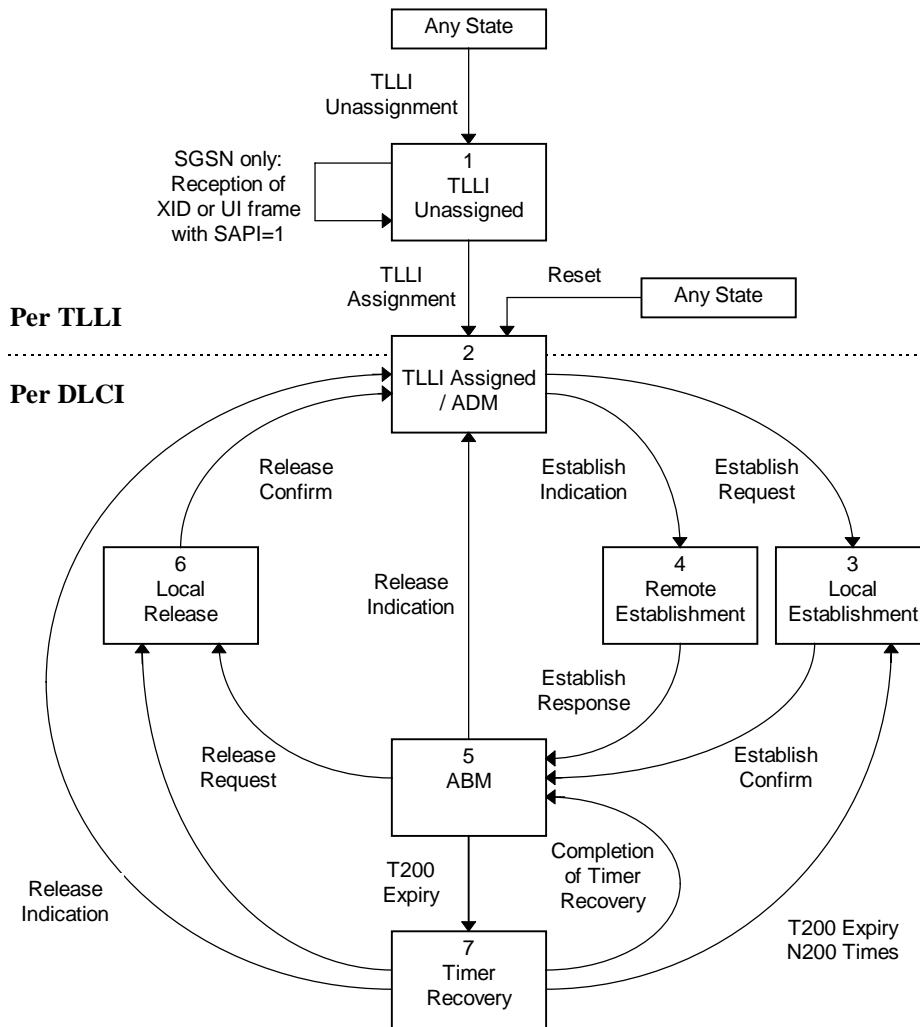 Any State
TLLI
Unassignment
SGSN only:
Reception of
XID or UI frame
with SAPI=1
1
TLLI
Unassigned
TLLI
Assignment
Reset
Any State
Per TLLI
2
TLLI Assigned
/ ADM
Per DLCI
Release
Confirm
Establish
Indication
Establish
Request
6
Local
Release
Release
Indication
4
Remote
Establishment
3
Local
Establishment
Establish
Response
Release
Request
5
ABM
Establish
Confirm
T200
Expiry
Completion
of Timer
Recovery
Release
Indication
T200 Expiry
N200 Times
7
Timer
Recovery